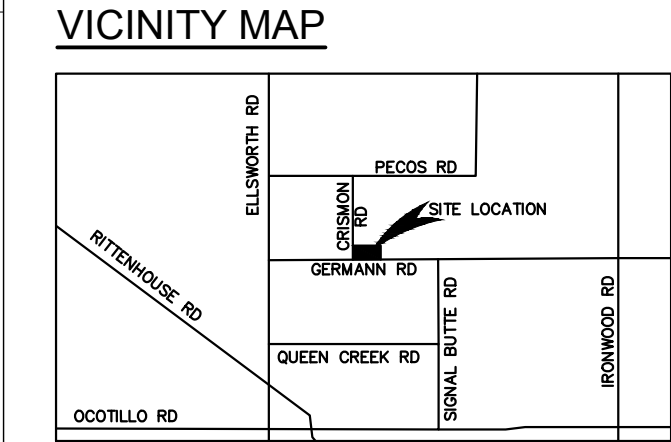 VICINITY MAP
ELLSWORTH RD
PECOS RD
CRISMON
RD
SITE LOCATION
GERMANN RD
RITTENHOUSE RD
SIGNAL BUTTE RD
IRONWOOD RD
QUEEN CREEK RD
OCOTILLO RD